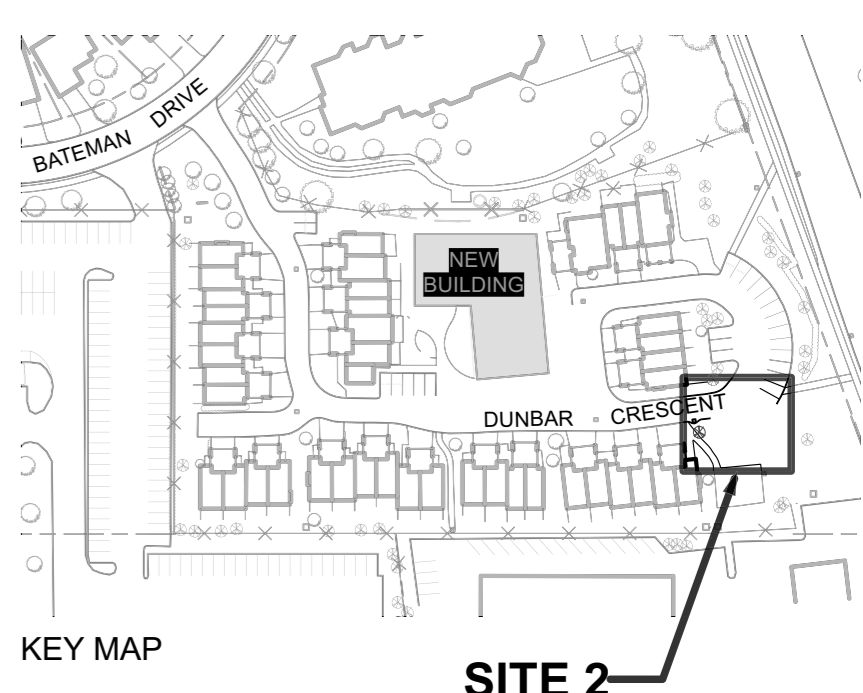 BATEMAN DRIVE
NEW
BUILDING
DUNBAR CRESCENT
KEY MAP
SITE 2